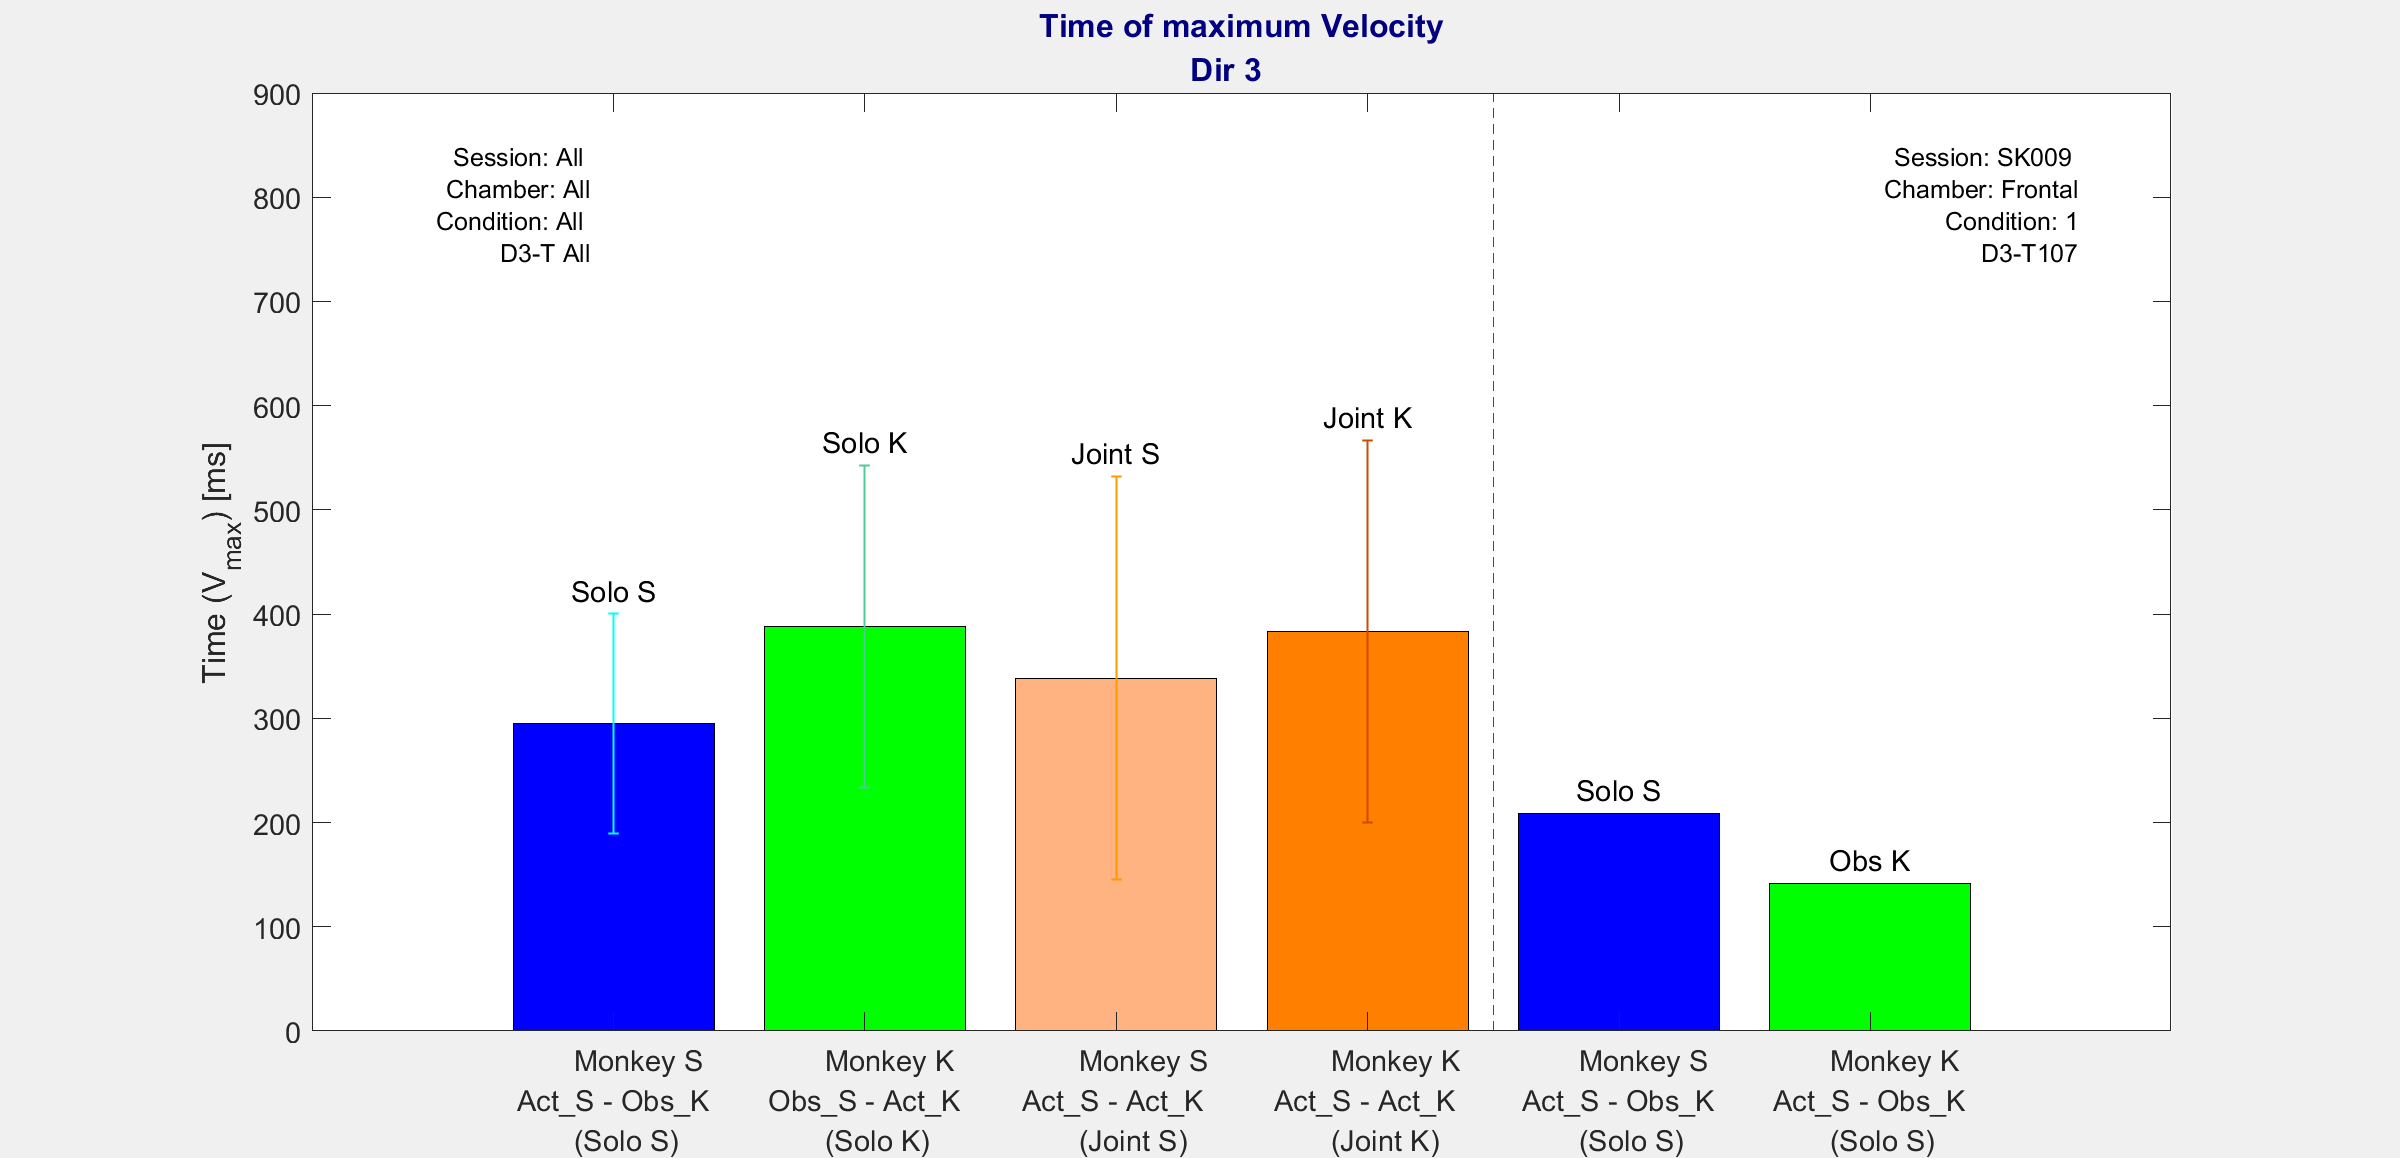 Time of maximum Velocity
Dir 3
Session: All
Chamber: All
Condition: All
D3-T All
Session: SK009
Chamber: Frontal
Condition: 1
D3-T107
Time (V_max) [ms]
900
800
700
600
500
400
300
200
100
0
Solo S
Solo K
Joint S
Joint K
Solo S
Obs K
Monkey S
Act_S - Obs_K
(Solo S)
Monkey K
Obs_S - Act_K
(Solo K)
Monkey S
Act_S - Act_K
(Joint S)
Monkey K
Act_S - Act_K
(Joint K)
Monkey S
Act_S - Obs_K
(Solo S)
Monkey K
Act_S - Obs_K
(Solo S)